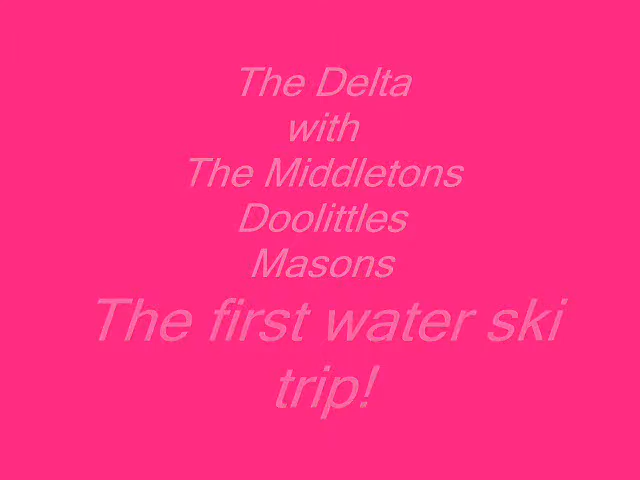 The Delta
with
The Middletons
Doolittles
Masons
The first water ski
trip!